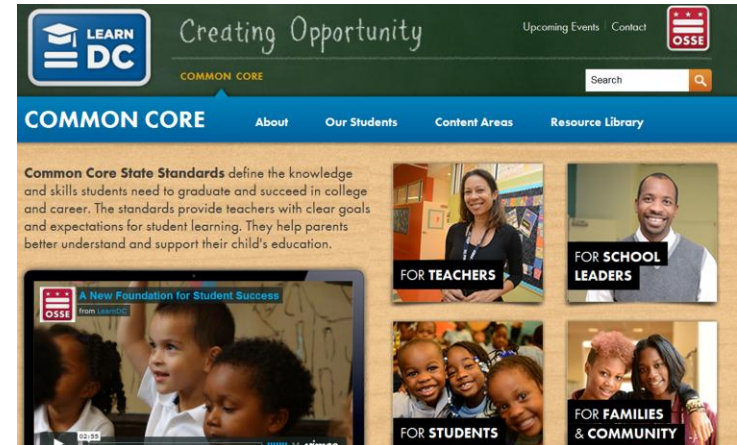 LEARN
DC
Creating Opportunity
Upcoming Events
Contact
OSSE
COMMON CORE
Search
COMMON CORE
About
Our Students
Content Areas
Resource Library
Common Core State Standards define the knowledge
and skills students need to graduate and succeed in college
and career. The standards provide teachers with clear goals
and expectations for student learning. They help parents
better understand and support their child's education.
FOR TEACHERS
FOR SCHOOL
LEADERS
OSSE
A New Foundation for Student Success
from LearnDC
02:55
vimeo
FOR STUDENTS
FOR FAMILIES
& COMMUNITY